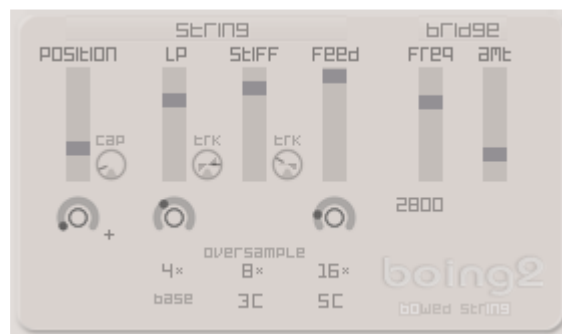 string bridge
position LP stiff feed freq amt
cap trk trk
2800
+
oversample
4x 8x 16x
base 3C 5C
boing2
bowed string